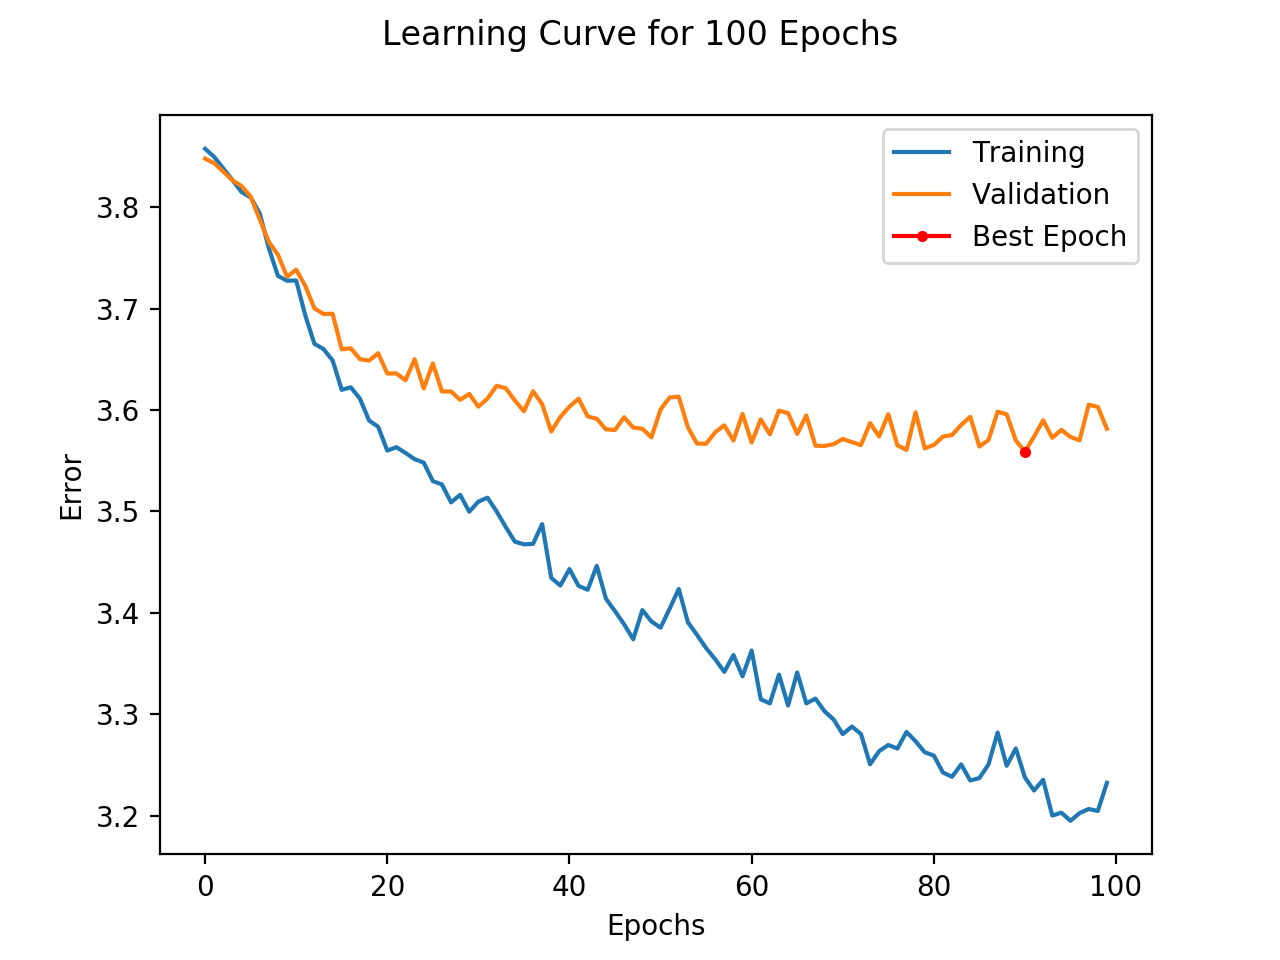 Learning Curve for 100 Epochs
Training
Validation
Best Epoch
3.8
3.7
3.6
3.5
3.4
3.3
3.2
Error
0 20 40 60 80 100
Epochs